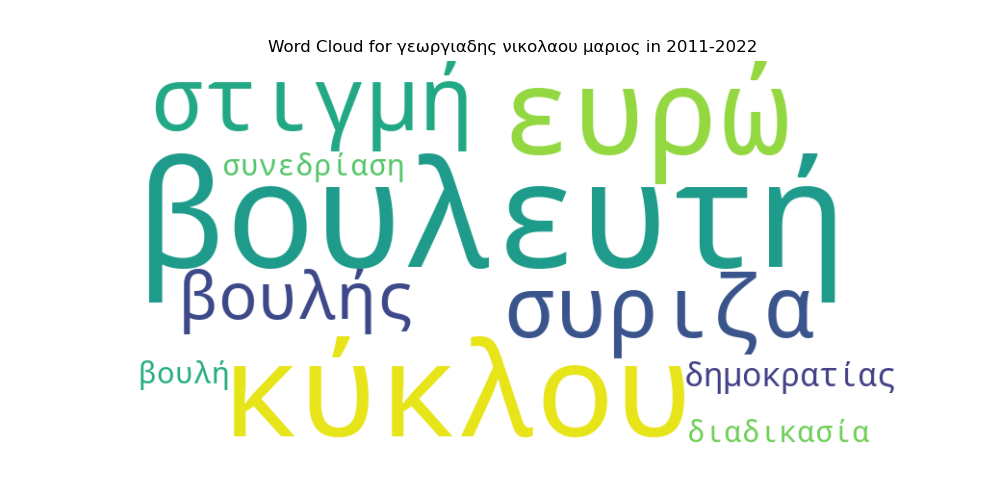 Word Cloud for γεωργιαδης νικολαου μαριος in 2011-2022
στιγμή ευρώ
συνεδρίαση
βουλευτή
βουλής συριζα
βουλή κύκλου δημοκρατίας
διαδικασία